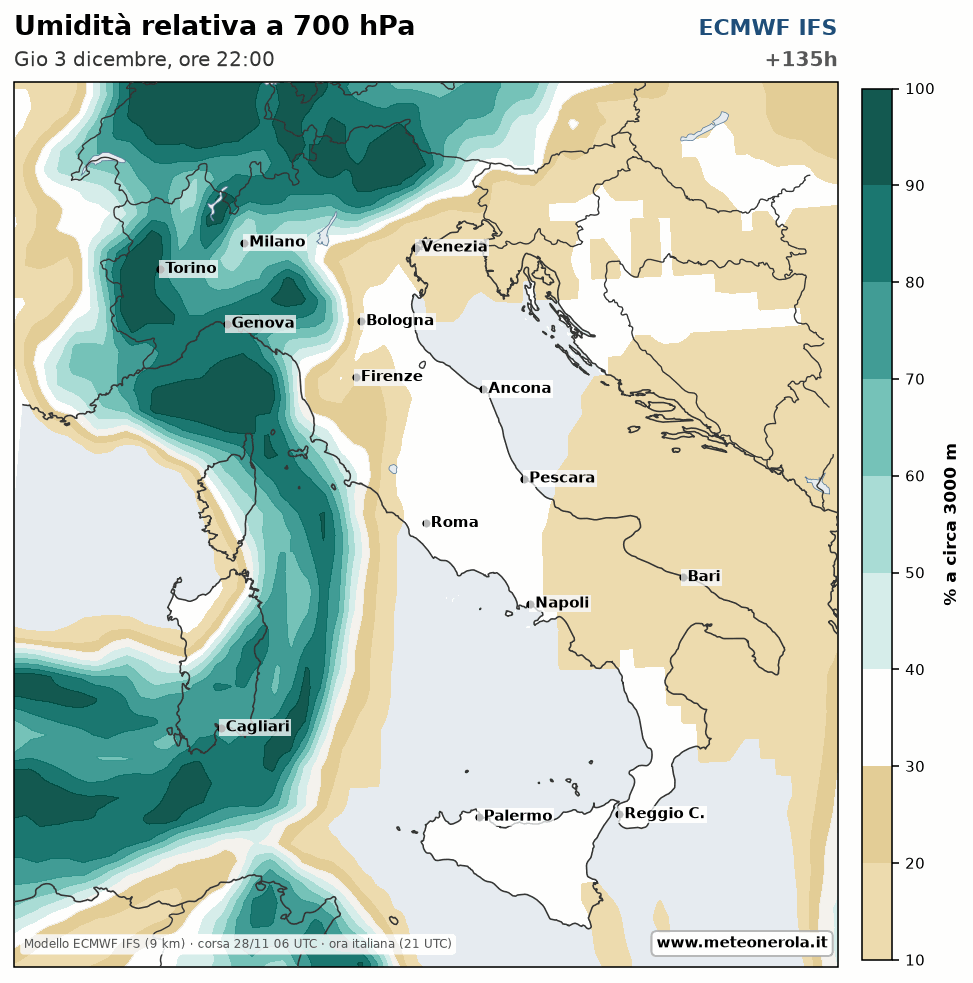 Umidità relativa a 700 hPa
ECMWF IFS
Gio 3 dicembre, ore 22:00
+135h
Milano
Venezia
Torino
Genova
Bologna
Firenze
Ancona
Pescara
Roma
Bari
Napoli
Cagliari
Palermo
Reggio C.
100
90
80
70
60
50
40
30
20
10
% a circa 3000 m
Modello ECMWF IFS (9 km) · corsa 28/11 06 UTC · ora italiana (21 UTC)
www.meteonerola.it